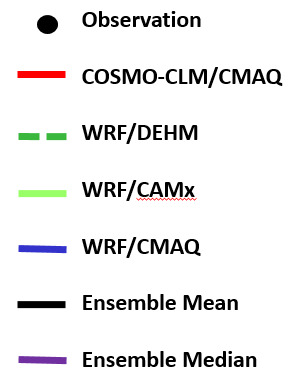 Observation
COSMO-CLM/CMAQ
WRF/DEHM
WRF/CAMx
WRF/CMAQ
Ensemble Mean
Ensemble Median